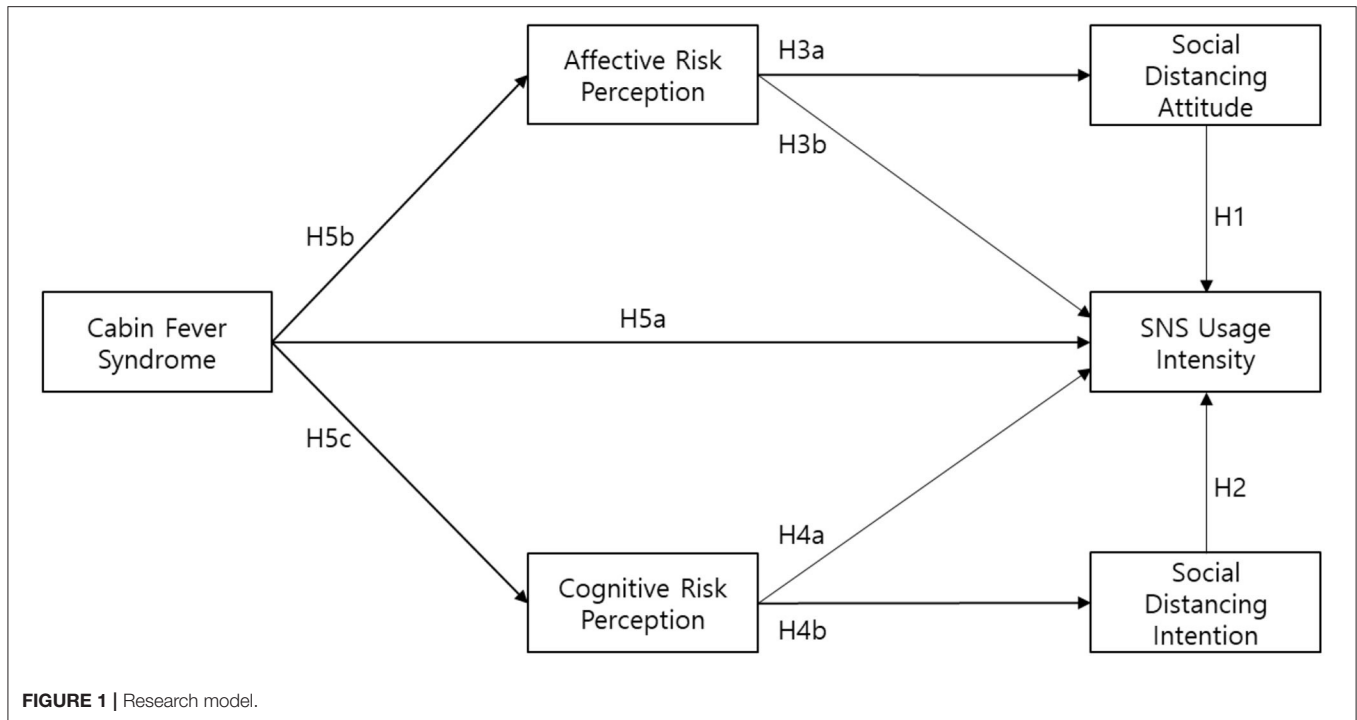 Affective Risk
Perception
H3a
Social
Distancing
Attitude
H3b
H1
H5b
Cabin Fever
Syndrome
H5a
SNS Usage
Intensity
H5c
H4a
H2
Cognitive Risk
Perception
H4b
Social
Distancing
Intention
FIGURE 1 | Research model.